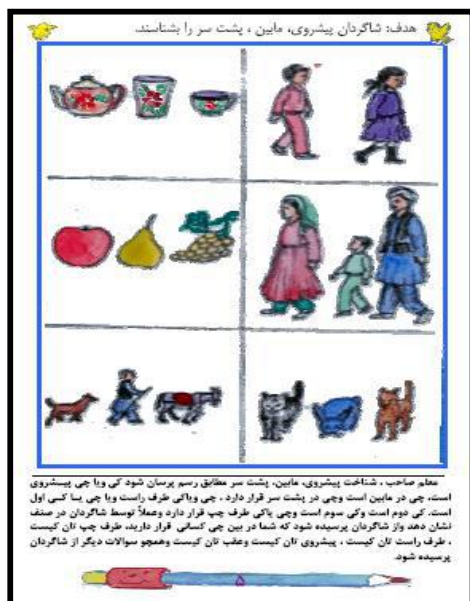 هدف: شاگردان پیشروی، مابین ، پشت سر را بشناسند.
معلم صاحب ، شناخت پیشروی، مابین، پشت سر مطابق رسم پرسان شود کی ویا چی پیشروی
است، چی در مابین است وچی در پشت سر قرار دارد ، چی ویاکی طرف راست ویا چی یا کسی اول
است. کی دوم است وکی سوم است وچی یاکی طرف چپ قرار دارد وعملاً توسط شاگردان در صنف
نشان دهد واز شاگردان پرسیده شود که شما در بین چی کسانی قرار دارید، طرف چپ تان کیست
، طرف راست تان کیست ، پیشروی تان کیست وعقب تان کیست وهمچو سوالات دیگر از شاگردان
پرسیده شود.
۵